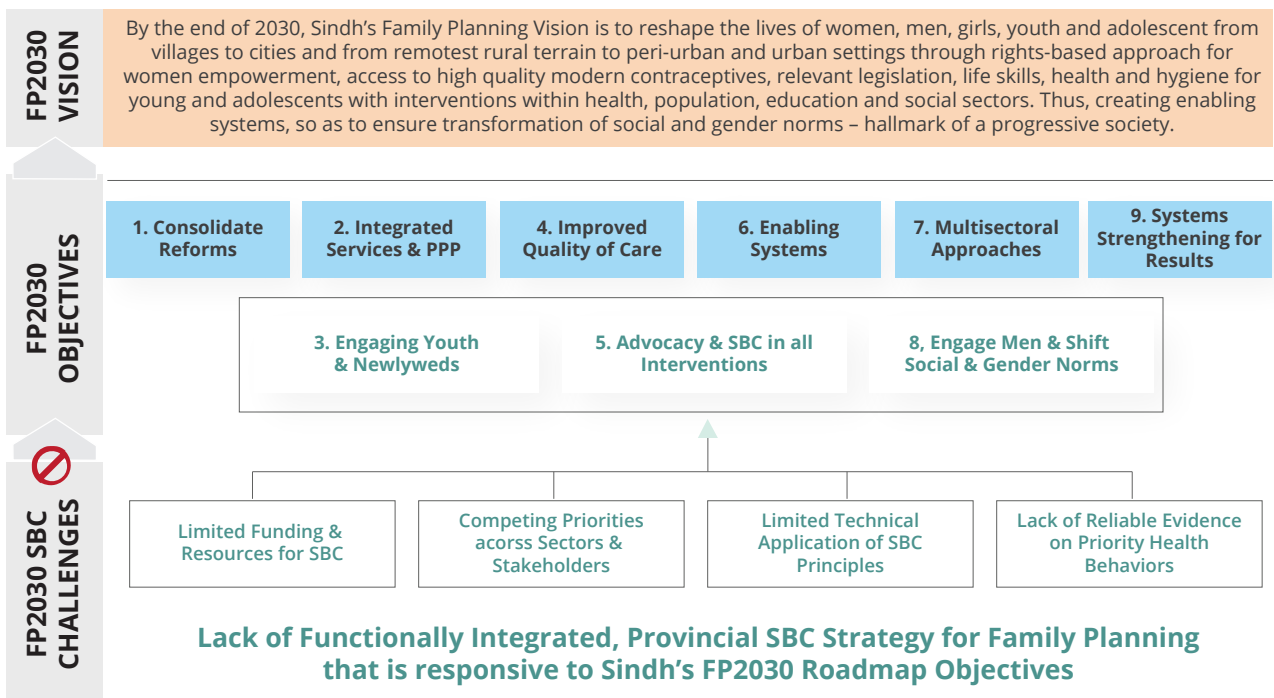 FP2030
VISION
By the end of 2030, Sindh’s Family Planning Vision is to reshape the lives of women, men, girls, youth and adolescent from
villages to cities and from remotest rural terrain to peri-urban and urban settings through rights-based approach for
women empowerment, access to high quality modern contraceptives, relevant legislation, life skills, health and hygiene for
young and adolescents with interventions within health, population, education and social sectors. Thus, creating enabling
systems, so as to ensure transformation of social and gender norms – hallmark of a progressive society.
FP2030
OBJECTIVES
1. Consolidate
Reforms
2. Integrated
Services & PPP
4. Improved
Quality of Care
6. Enabling
Systems
7. Multisectoral
Approaches
9. Systems
Strengthening for
Results
3. Engaging Youth
& Newlyweds
5. Advocacy & SBC in all
Interventions
8, Engage Men & Shift
Social & Gender Norms
FP2030 SBC
CHALLENGES
Limited Funding &
Resources for SBC
Competing Priorities
acorss Sectors &
Stakeholders
Limited Technical
Application of SBC
Principles
Lack of Reliable Evidence
on Priority Health
Behaviors
Lack of Functionally Integrated, Provincial SBC Strategy for Family Planning
that is responsive to Sindh’s FP2030 Roadmap Objectives